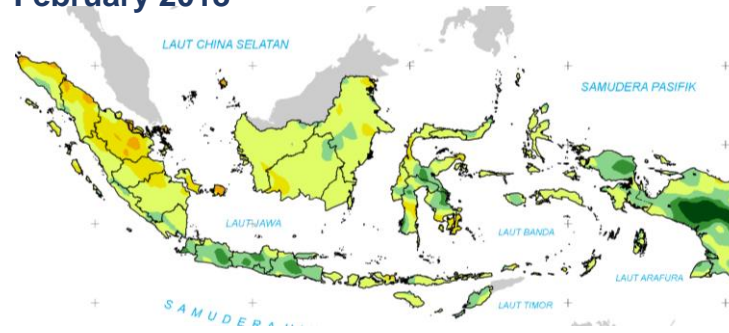 February 2018
LAUT CHINA SELATAN
SAMUDERA PASIFIK
LAUT JAWA
LAUT BANDA
LAUT ARAFURA
LAUT TIMOR
SAMUDERA